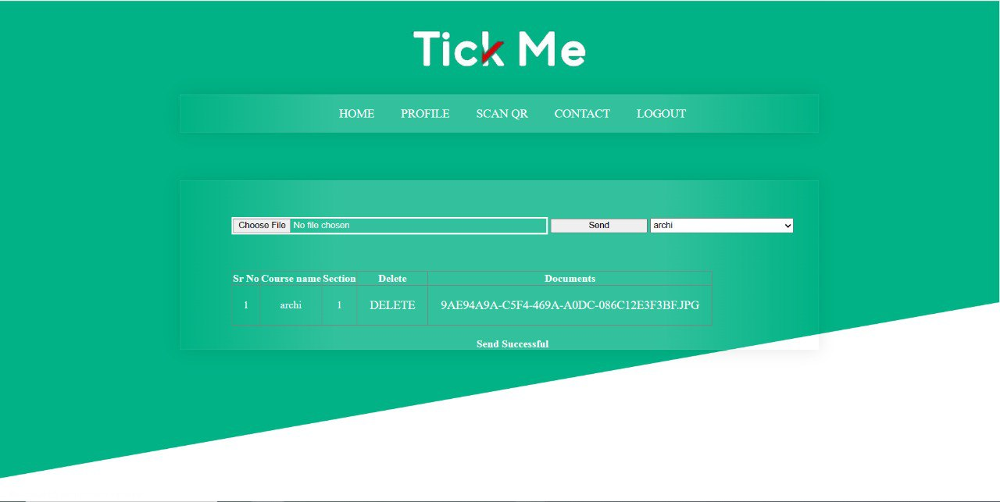 Tick Me
HOME PROFILE SCAN QR CONTACT LOGOUT
Choose File No file chosen Send archi
Sr No Course name Section Delete Documents
1 archi 1 DELETE 9AE94A9A-C5F4-469A-A0DC-086C12E3F3BF.JPG
Send Successful